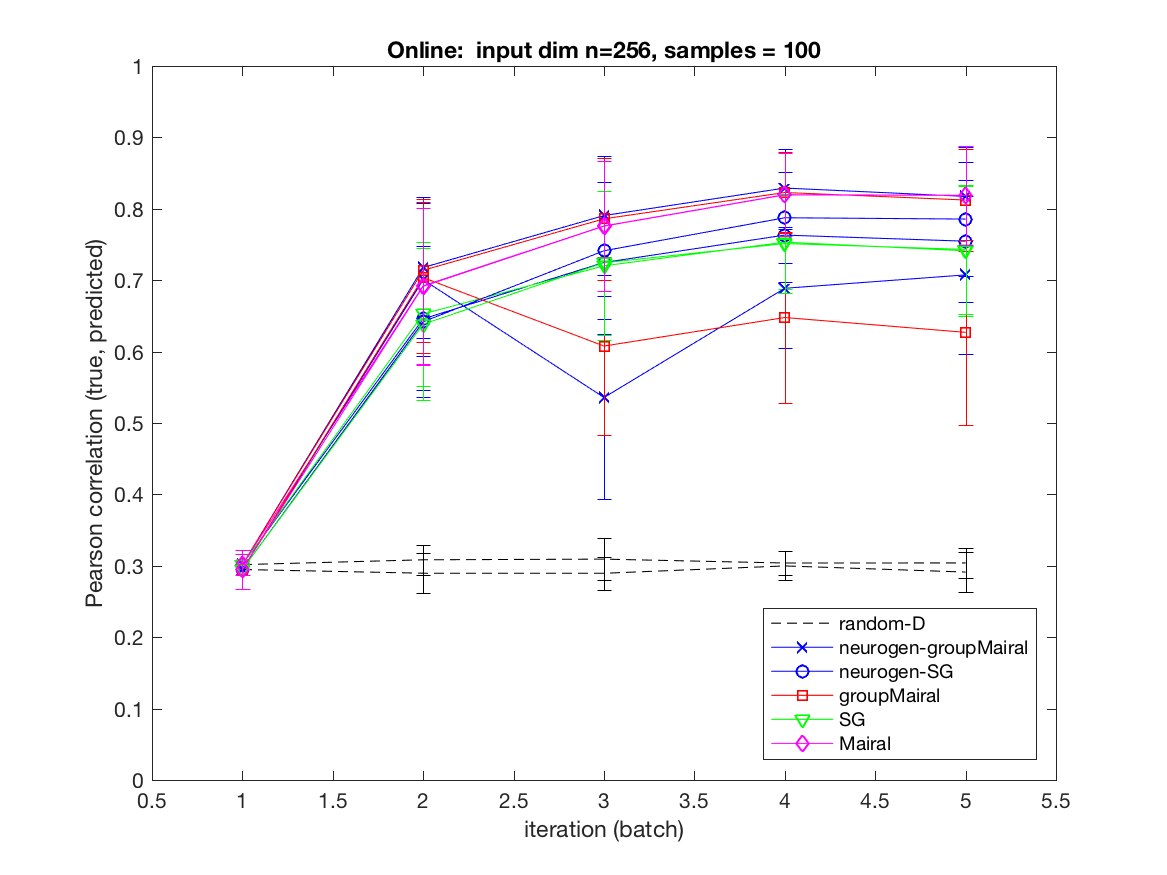 Online:  input dim n=256, samples = 100
1
0.9
0.8
0.7
0.6
0.5
0.4
0.3
0.2
0.1
0
Pearson correlation (true, predicted)
random-D
neurogen-groupMairal
neurogen-SG
groupMairal
SG
Mairal
0.5 1 1.5 2 2.5 3 3.5 4 4.5 5 5.5
iteration (batch)